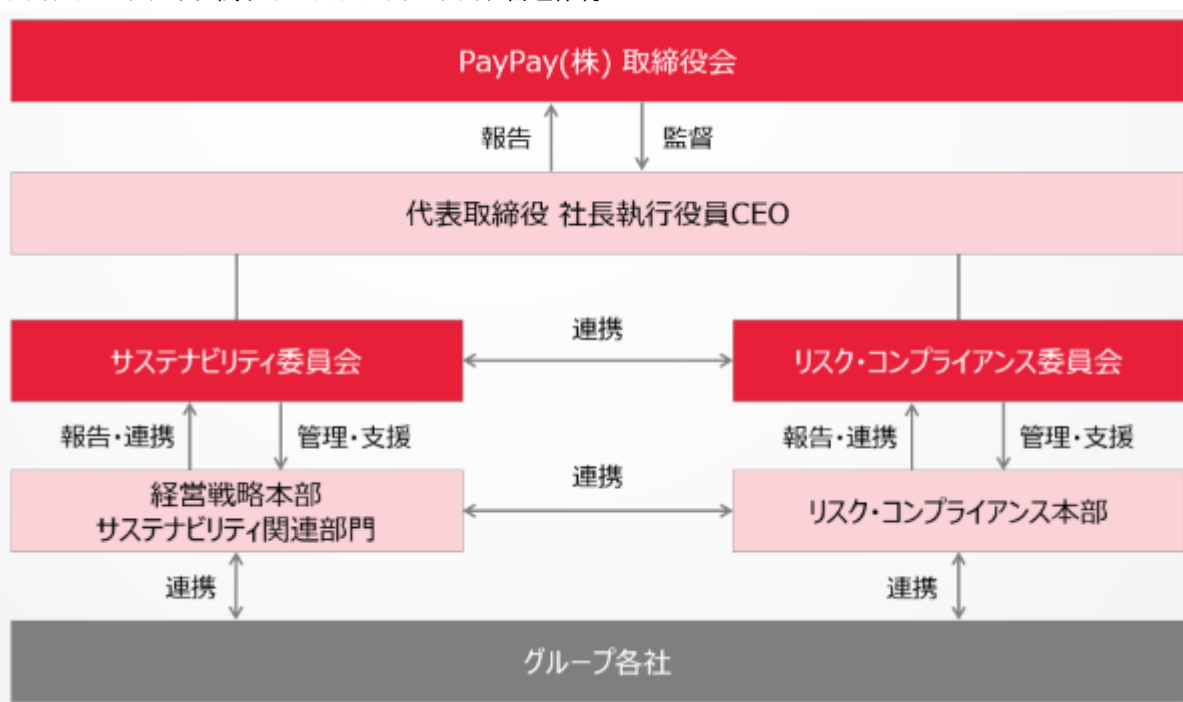 PayPay(株) 取締役会
報告
監督
代表取締役 社長執行役員CEO
連携
サステナビリティ委員会
リスク・コンプライアンス委員会
報告・連携
管理・支援
報告・連携
管理・支援
連携
経営戦略本部
サステナビリティ関連部門
リスク・コンプライアンス本部
連携
連携
グループ各社